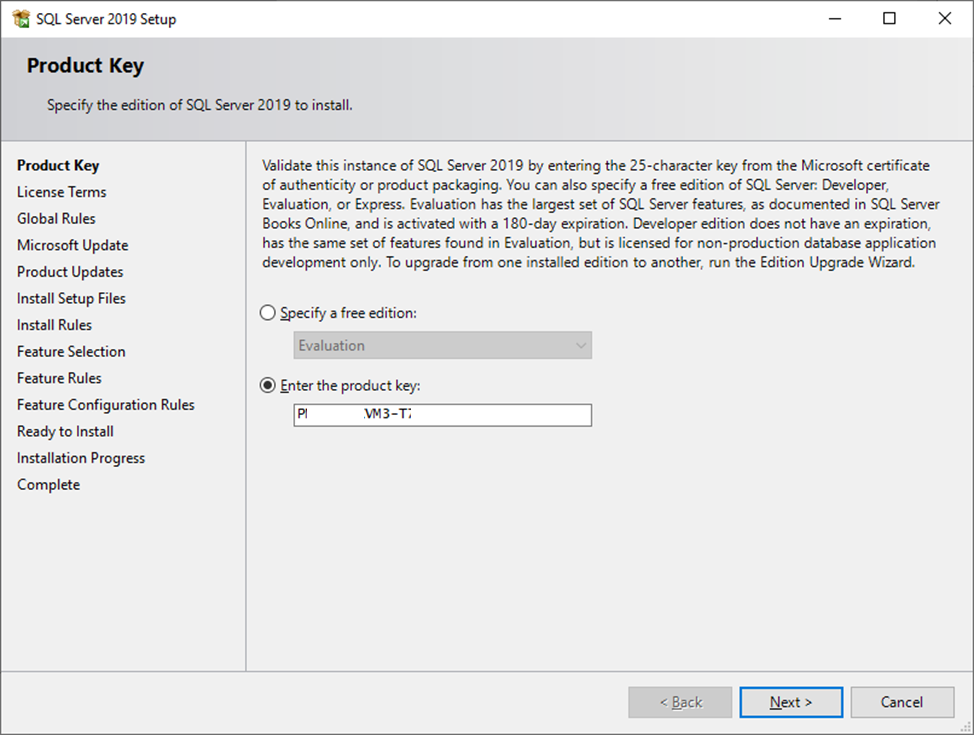 SQL Server 2019 Setup
Product Key
Specify the edition of SQL Server 2019 to install.
Product Key
License Terms
Global Rules
Microsoft Update
Product Updates
Install Setup Files
Install Rules
Feature Selection
Feature Rules
Feature Configuration Rules
Ready to Install
Installation Progress
Complete
Validate this instance of SQL Server 2019 by entering the 25-character key from the Microsoft certificate
of authenticity or product packaging. You can also specify a free edition of SQL Server: Developer,
Evaluation, or Express. Evaluation has the largest set of SQL Server features, as documented in SQL Server
Books Online, and is activated with a 180-day expiration. Developer edition does not have an expiration,
has the same set of features found in Evaluation, but is licensed for non-production database application
development only. To upgrade from one installed edition to another, run the Edition Upgrade Wizard.
Specify a free edition:
Evaluation
Enter the product key:
< Back
Next >
Cancel